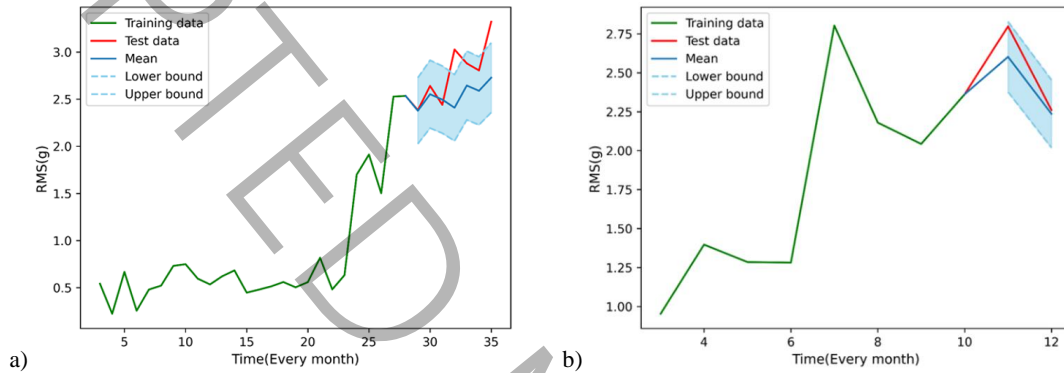 Training data
Test data
Mean
Lower bound
Upper bound
3.0
2.5
2.0
1.5
1.0
0.5
RMS(g)
5 10 15 20 25 30 35
Time(Every month)
a)
Training data
Test data
Mean
Lower bound
Upper bound
2.75
2.50
2.25
2.00
1.75
1.50
1.25
1.00
RMS(g)
4 6 8 10 12
Time(Every month)
b)
TED